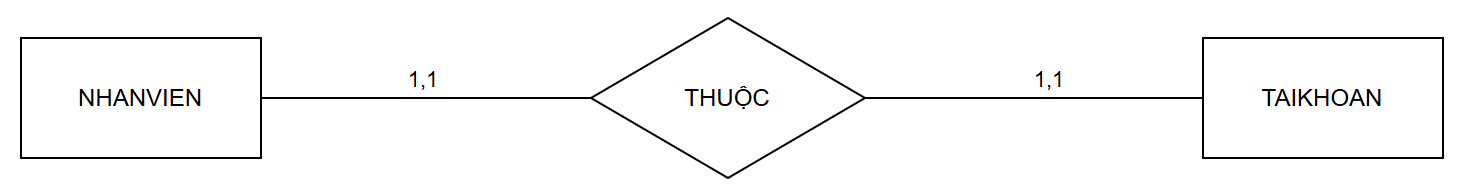 NHANVIEN
1,1
THUỘC
1,1
TAIKHOAN